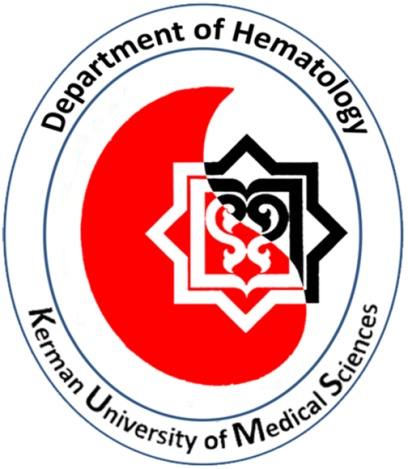 Department of Hematology
Kerman University of Medical Sciences